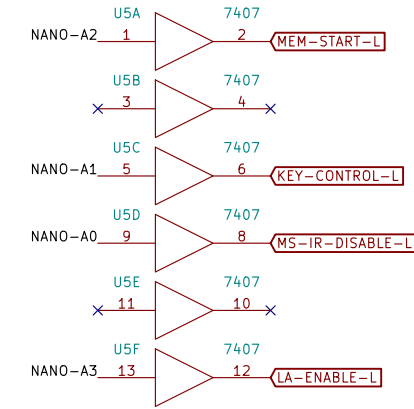 U5A 7407
NANO-A2 1 2 MEM-START-L
U5B 7407
3 4
U5C 7407
NANO-A1 5 6 KEY-CONTROL-L
U5D 7407
NANO-A0 9 8 MS-IR-DISABLE-L
U5E 7407
11 10
U5F 7407
NANO-A3 13 12 LA-ENABLE-L